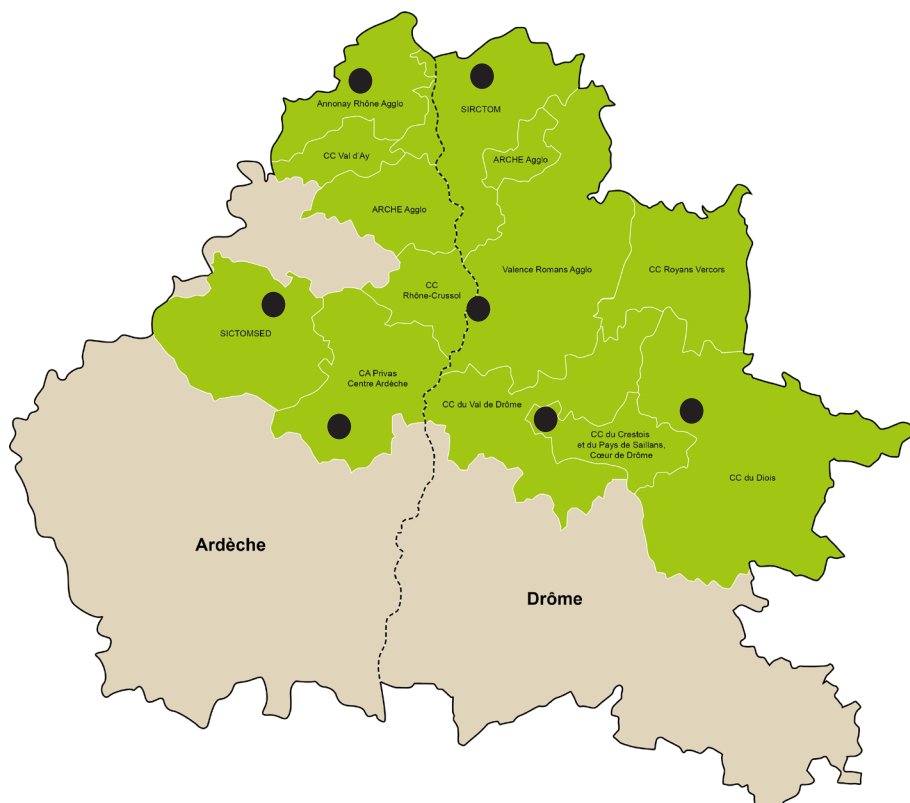 Annonay Rhône Agglo
SIRCTOM
CC Val d'Ay
ARCHE Agglo
ARCHE Agglo
Valence Romans Agglo
CC Royans Vercors
CC
Rhône-Crussol
SICTOMSED
CA Privas
Centre Ardèche
CC du Val de Drôme
CC du Crestois
et du Pays de Saillans,
Cœur de Drôme
CC du Diois
Ardèche
Drôme